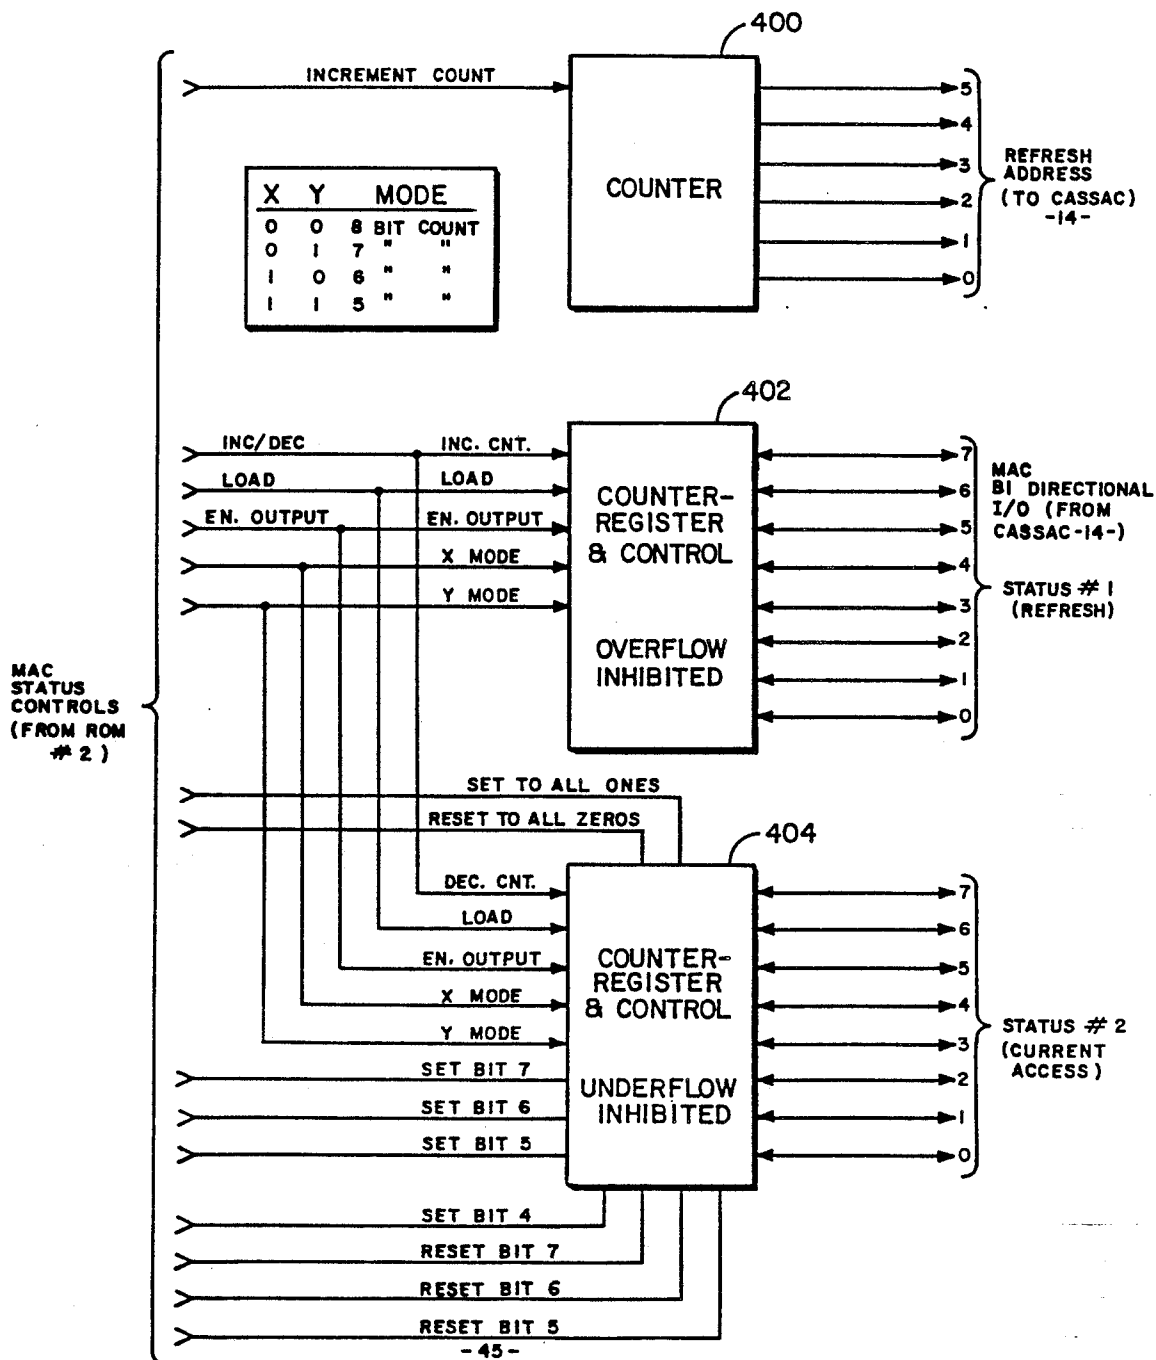 400
INCREMENT COUNT
COUNTER
5
4
3
2
1
0
REFRESH
ADDRESS
(TO CASSAC)
-14-
X Y MODE
0 0 8 BIT COUNT
0 1 7 " "
1 0 6 " "
1 1 5 " "
402
INC/DEC
INC. CNT.
LOAD
LOAD
EN. OUTPUT
EN. OUTPUT
X MODE
Y MODE
COUNTER-
REGISTER
& CONTROL
OVERFLOW
INHIBITED
7
6
5
4
3
2
1
0
MAC
BI DIRECTIONAL
I/O (FROM
CASSAC-14-)
STATUS # 1
(REFRESH)
MAC
STATUS
CONTROLS
(FROM ROM
# 2)
SET TO ALL ONES
RESET TO ALL ZEROS
404
DEC. CNT.
LOAD
EN. OUTPUT
X MODE
Y MODE
SET BIT 7
SET BIT 6
SET BIT 5
COUNTER-
REGISTER
& CONTROL
UNDERFLOW
INHIBITED
7
6
5
4
3
2
1
0
STATUS # 2
(CURRENT
ACCESS)
SET BIT 4
RESET BIT 7
RESET BIT 6
RESET BIT 5
-45-